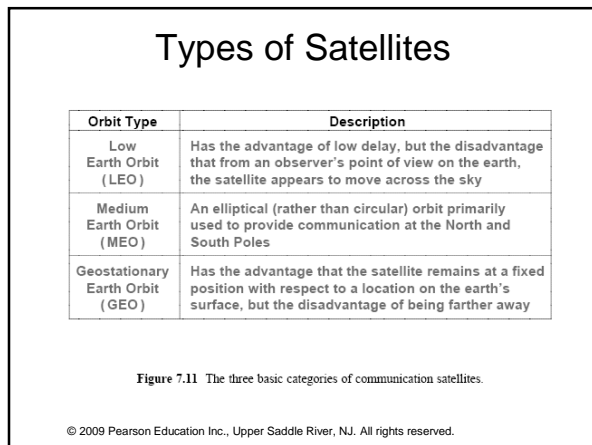 Types of Satellites
Orbit Type Description
Low
Earth Orbit
(LEO)
Has the advantage of low delay, but the disadvantage
that from an observer's point of view on the earth,
the satellite appears to move across the sky
Medium
Earth Orbit
(MEO)
An elliptical (rather than circular) orbit primarily
used to provide communication at the North and
South Poles
Geostationary
Earth Orbit
(GEO)
Has the advantage that the satellite remains at a fixed
position with respect to a location on the earth's
surface, but the disadvantage of being farther away
Figure 7.11 The three basic categories of communication satellites.
© 2009 Pearson Education Inc., Upper Saddle River, NJ. All rights reserved.